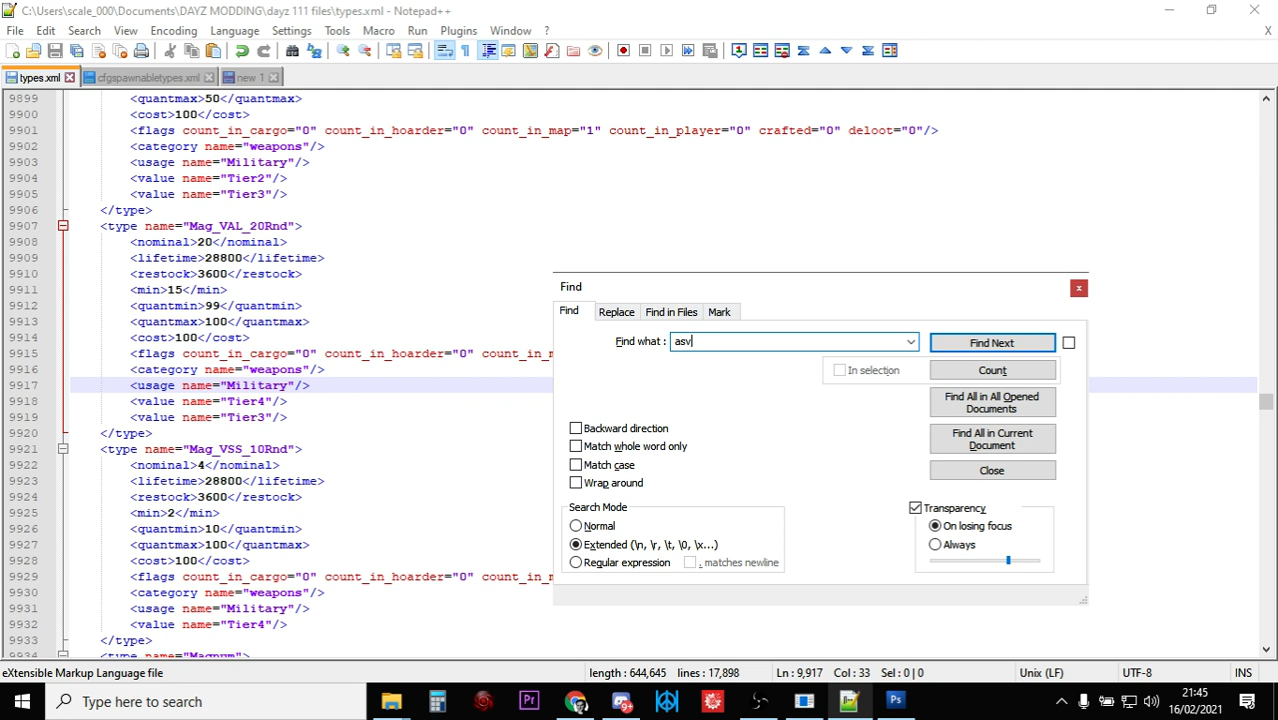 C:\Users\scale_000\Documents\DAYZ MODDING\dayz 111 files\types.xml - Notepad++
File Edit Search View Encoding Language Settings Tools Macro Run Plugins Window ?
types.xml cfgspawnabletypes.xml new 1
9899 <quantmax>50</quantmax>
9900 <cost>100</cost>
9901 <flags count_in_cargo="0" count_in_hoarder="0" count_in_map="1" count_in_player="0" crafted="0" deloot="0"/>
9902 <category name="weapons"/>
9903 <usage name="Military"/>
9904 <value name="Tier2"/>
9905 <value name="Tier3"/>
9906 </type>
9907 <type name="Mag_VAL_20Rnd">
9908 <nominal>20</nominal>
9909 <lifetime>28800</lifetime>
9910 <restock>3600</restock>
9911 <min>15</min>
9912 <quantmin>99</quantmin>
9913 <quantmax>100</quantmax>
9914 <cost>100</cost>
9915 <flags count_in_cargo="0" count_in_hoarder="0" count_in_m
9916 <category name="weapons"/>
9917 <usage name="Military"/>
9918 <value name="Tier4"/>
9919 <value name="Tier3"/>
9920 </type>
9921 <type name="Mag_VSS_10Rnd">
9922 <nominal>4</nominal>
9923 <lifetime>28800</lifetime>
9924 <restock>3600</restock>
9925 <min>2</min>
9926 <quantmin>10</quantmin>
9927 <quantmax>100</quantmax>
9928 <cost>100</cost>
9929 <flags count_in_cargo="0" count_in_hoarder="0" count_in_m
9930 <category name="weapons"/>
9931 <usage name="Military"/>
9932 <value name="Tier4"/>
9933 </type>
9934 <type name="Magnum">
Find
Find Replace Find in Files Mark
Find what : asv
Find Next
In selection
Count
Find All in All Opened Documents
Find All in Current Document
Close
Backward direction
Match whole word only
Match case
Wrap around
Search Mode
Normal
Extended (\n, \r, \t, \0, \x...)
Regular expression
. matches newline
Transparency
On losing focus
Always
eXtensible Markup Language file length : 644,645 lines : 17,898 Ln : 9,917 Col : 33 Sel : 0 | 0 Unix (LF) UTF-8 INS
Type here to search
Pr
Ps
21:45
16/02/2021